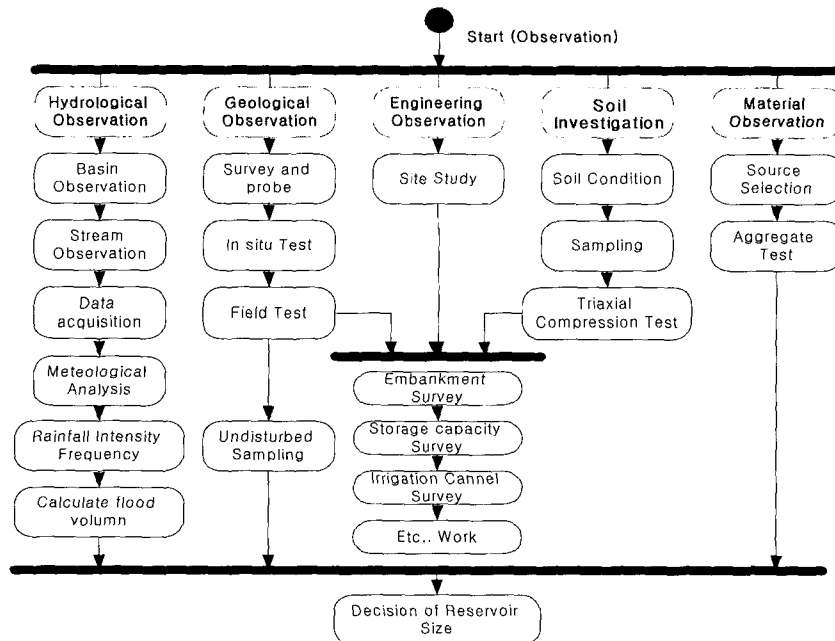 Start (Observation)
Hydrological
Observation
Geological
Observation
Engineering
Observation
Soil
Investigation
Material
Observation
Basin
Observation
Survey and
probe
Site Study
Soil Condition
Source
Selection
Stream
Observation
In situ Test
Sampling
Aggregate
Test
Data
acquisition
Field Test
Triaxial
Compression Test
Meteological
Analysis
Embankment
Survey
Rainfall Intensity
Frequency
Undisturbed
Sampling
Storage capacity
Survey
Irrigation Cannel
Survey
Calculate flood
volumn
Etc.. Work
Decision of Reservoir
Size